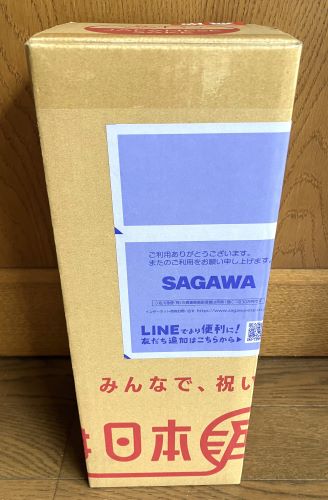 ご利用ありがとうございます。
またのご利用をお願い申し上げます
SAGAWA
LINEでより便利に!
友だち追加はこちらから▶
みんなで、祝い
日本酒